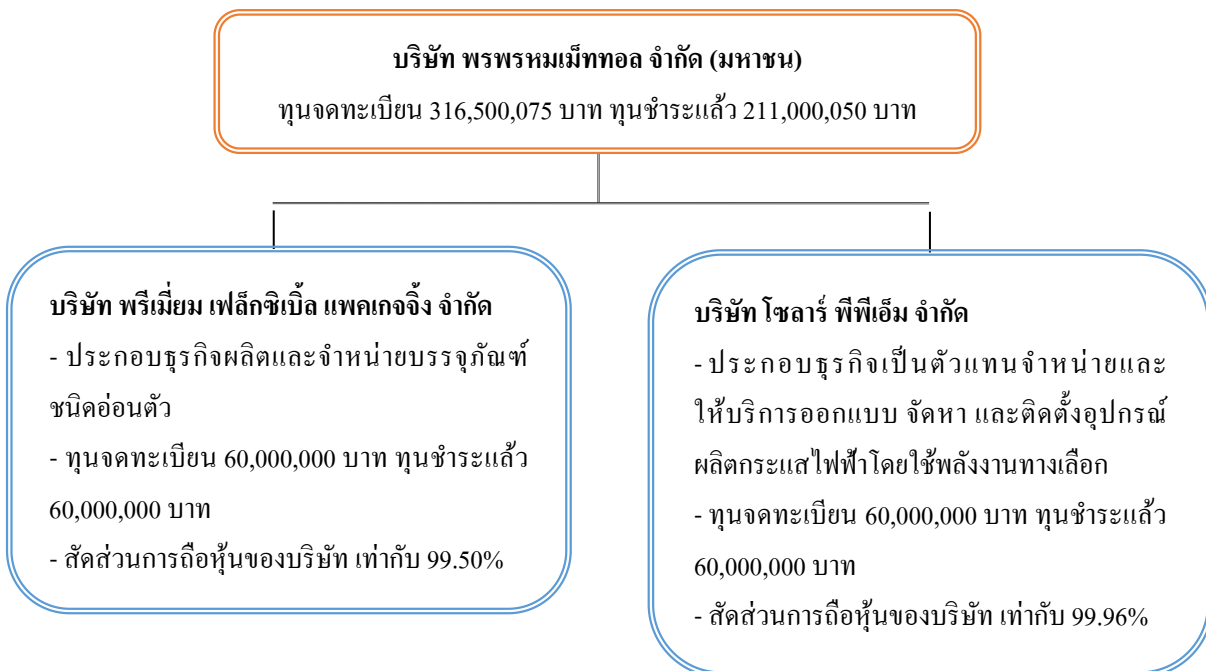 บริษัท พรพรหมเม็ททอล จำกัด (มหาชน)
ทุนจดทะเบียน 316,500,075 บาท ทุนชำระแล้ว 211,000,050 บาท
บริษัท พรีเมี่ยม เฟล็กซิเบิ้ล แพคเกจจิ้ง จำกัด
- ประกอบธุรกิจผลิตและจำหน่ายบรรจุภัณฑ์
ชนิดอ่อนตัว
- ทุนจดทะเบียน 60,000,000 บาท ทุนชำระแล้ว
60,000,000 บาท
- สัดส่วนการถือหุ้นของบริษัท เท่ากับ 99.50%
บริษัท โซลาร์ พีพีเอ็ม จำกัด
- ประกอบธุรกิจเป็นตัวแทนจำหน่ายและ
ให้บริการออกแบบ จัดหา และติดตั้งอุปกรณ์
ผลิตกระแสไฟฟ้าโดยใช้พลังงานทางเลือก
- ทุนจดทะเบียน 60,000,000 บาท ทุนชำระแล้ว
60,000,000 บาท
- สัดส่วนการถือหุ้นของบริษัท เท่ากับ 99.96%